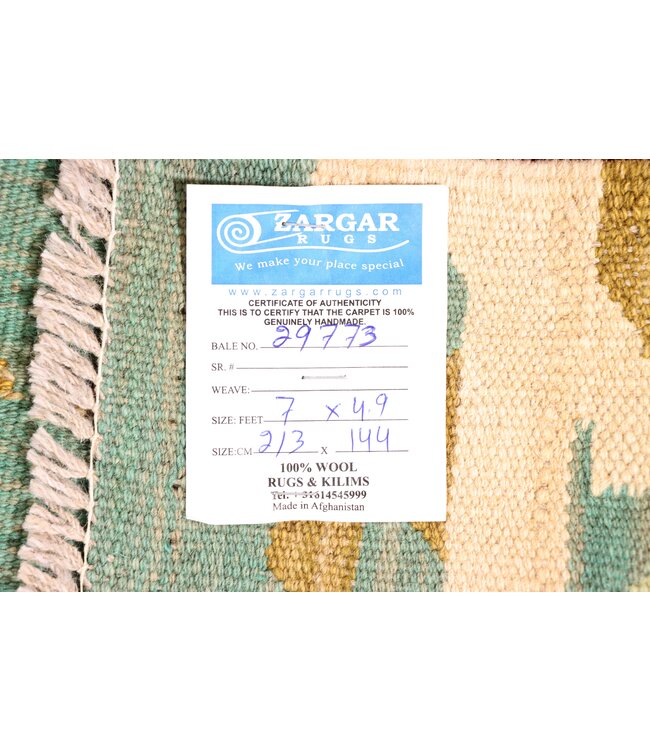 ZARGAR
RUGS
We make your place special
www.zargarrugs.com
CERTIFICATE OF AUTHENTICITY
THIS IS TO CERTIFY THAT THE CARPET IS 100%
GENUINELY HANDMADE.
BALE NO. 29773
SR. #
WEAVE:
SIZE: FEET 7 x 4.9
SIZE:CM 213 X 144
100% WOOL
RUGS & KILIMS
Tel: +31614545999
Made in Afghanistan